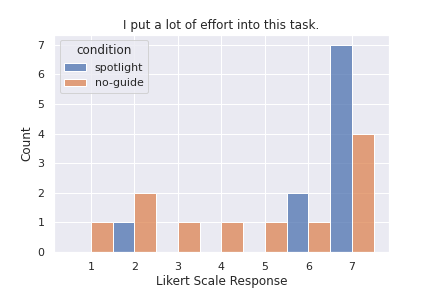 I put a lot of effort into this task.
condition
spotlight
no-guide
7
6
5
4
3
2
1
0
Count
1 2 3 4 5 6 7
Likert Scale Response